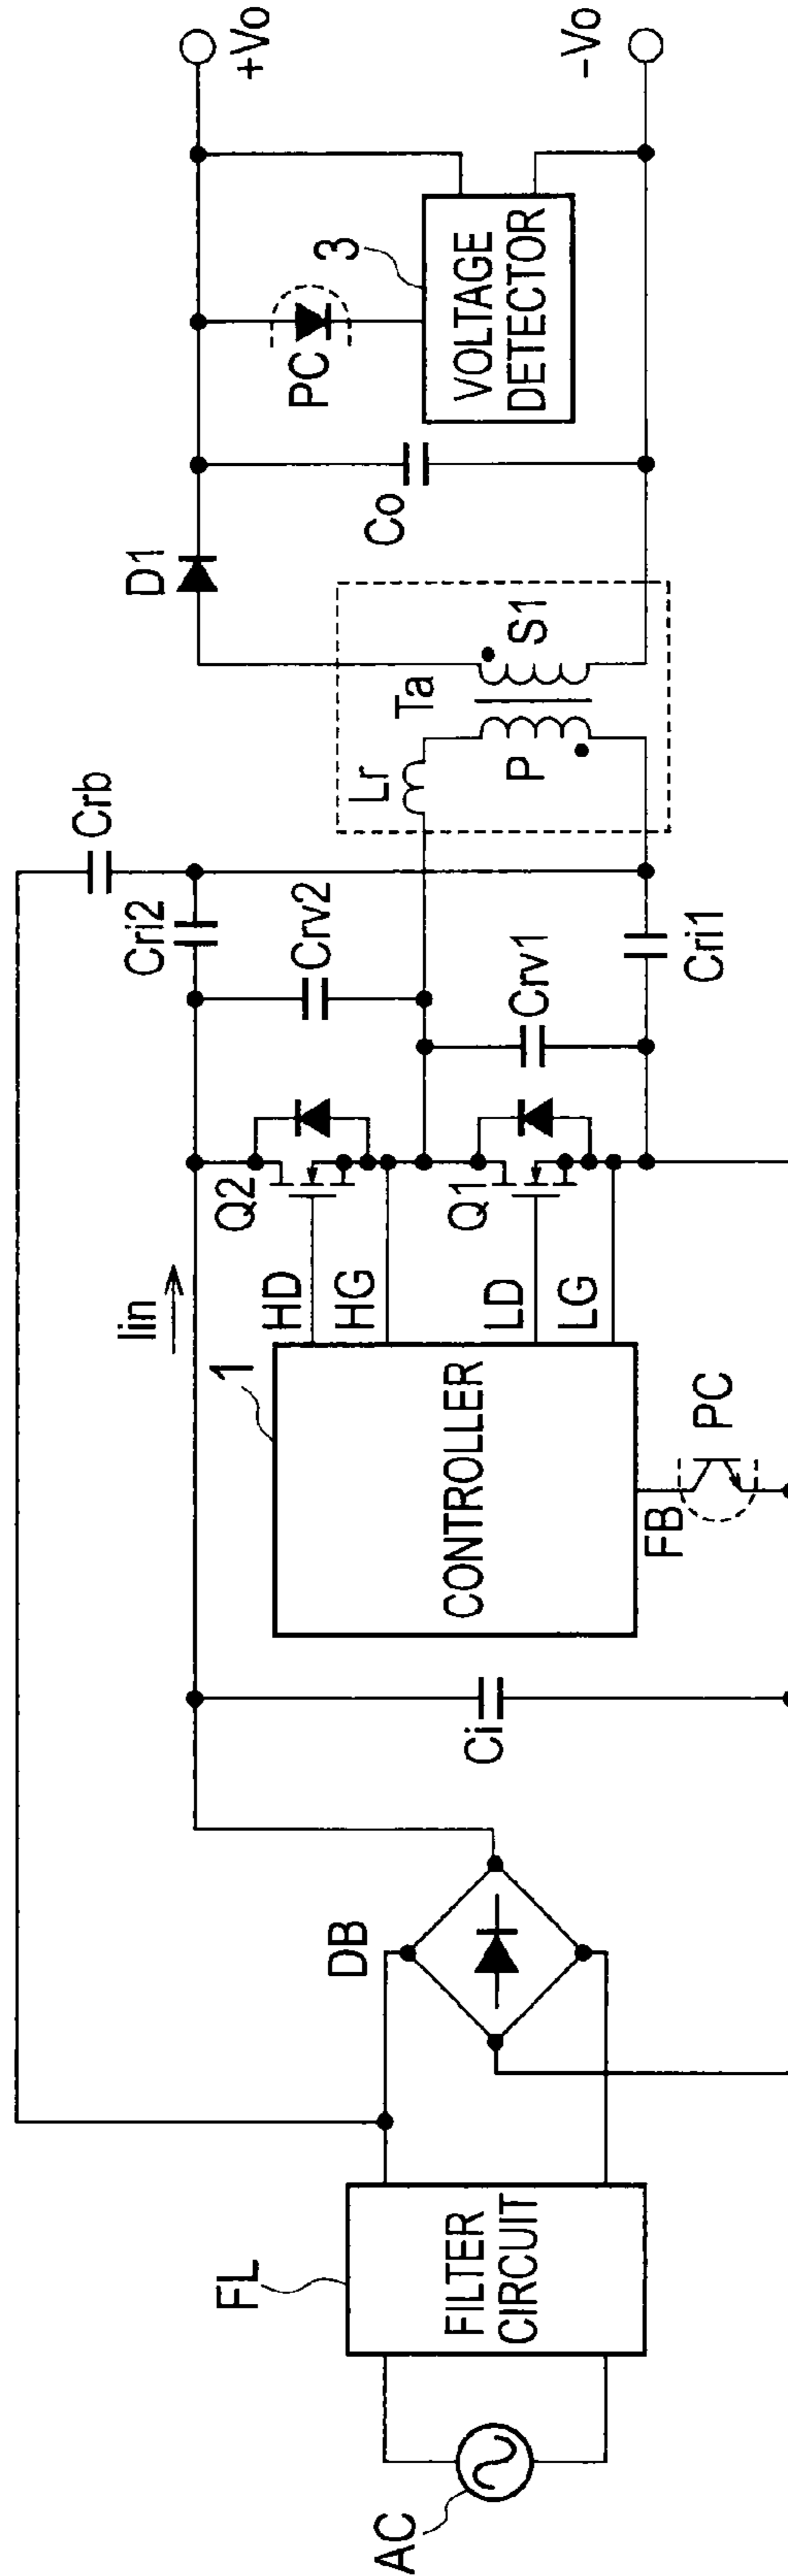 AC
FL
FILTER
CIRCUIT
DB
Ci
Iin
1
CONTROLLER
HD
HG
LD
LG
FB
PC
Q2
Q1
Crb
Cri2
Crv2
Crv1
Cri1
Lr
Ta
P
S1
D1
Co
PC
3
VOLTAGE
DETECTOR
+Vo
-Vo